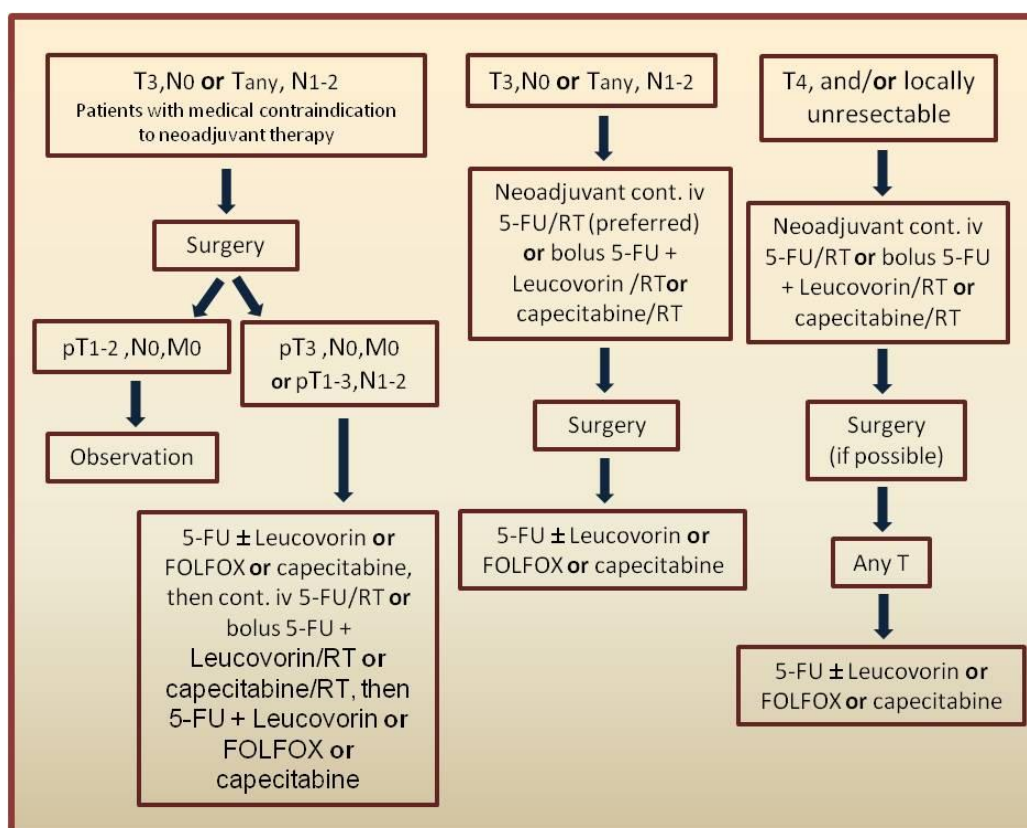 T3,N0 or Tany, N1-2
Patients with medical contraindication
to neoadjuvant therapy
Surgery
pT1-2 ,N0,M0
Observation
pT3 ,N0,M0
or pT1-3,N1-2
5-FU ± Leucovorin or
FOLFOX or capecitabine,
then cont. iv 5-FU/RT or
bolus 5-FU +
Leucovorin/RT or
capecitabine/RT, then
5-FU + Leucovorin or
FOLFOX or
capecitabine
T3,N0 or Tany, N1-2
Neoadjuvant cont. iv
5-FU/RT (preferred)
or bolus 5-FU +
Leucovorin /RTor
capecitabine/RT
Surgery
5-FU ± Leucovorin or
FOLFOX or capecitabine
T4, and/or locally
unresectable
Neoadjuvant cont. iv
5-FU/RT or bolus 5-FU
+ Leucovorin/RT or
capecitabine/RT
Surgery
(if possible)
Any T
5-FU ± Leucovorin or
FOLFOX or capecitabine